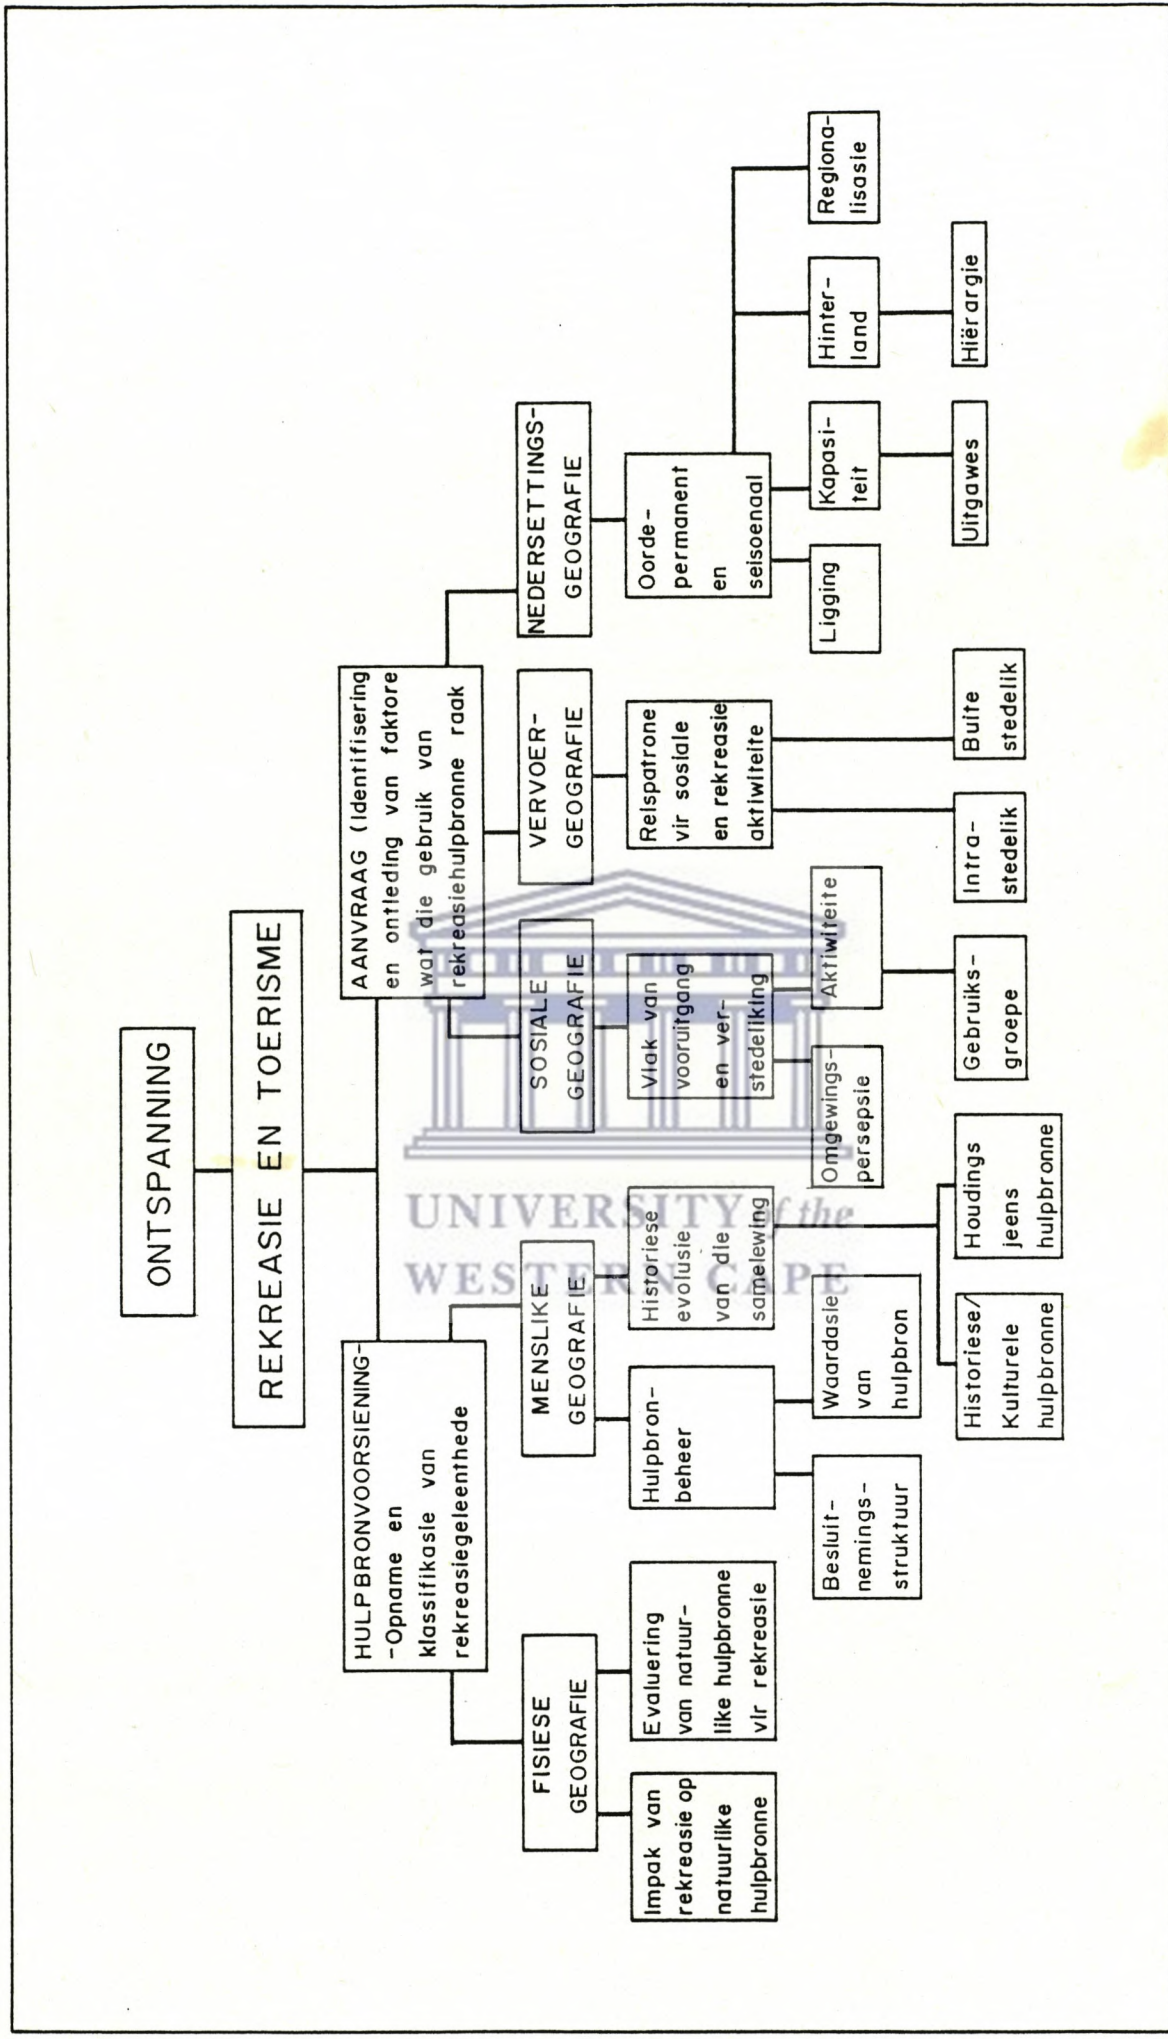 ONTSPANNING
REKREASIE EN TOERISME
HULPBRONVOORSIENING-
-Opname en
klassifikasie van
rekreasiegeleenthede
AANVRAAG (Identifisering
en ontleding van faktore
wat die gebruik van
rekreasiehulpbronne raak
FISIESE
GEOGRAFIE
MENSLIKE
GEOGRAFIE
SOSIALE
GEOGRAFIE
VERVOER-
GEOGRAFIE
NEDERSETTINGS-
GEOGRAFIE
Impak van
rekreasie op
natuurlike
hulpbronne
Evaluering
van natuur-
like hulpbronne
vir rekreasie
Hulpbron-
beheer
Historiese
evolusie
van die
samelewing
Vlak van
vooruitgang
en ver-
stedeliking
Reispatrone
vir sosiale
en rekreasie
aktiwiteite
Oorde-
permanent
en
seisoenaal
Besluit-
nemings-
struktuur
Waardasie
van
hulpbron
Omgewings-
persepsie
Aktiwiteite
Ligging
Kapasi-
teit
Hinter-
land
Regiona-
lisasie
Historiese/
Kulturele
hulpbronne
Houdings
jeens
hulpbronne
Gebruiks-
groepe
Intra-
stedelik
Buite
stedelik
Uitgawes
Hiërargie
UNIVERSITY of the
WESTERN CAPE